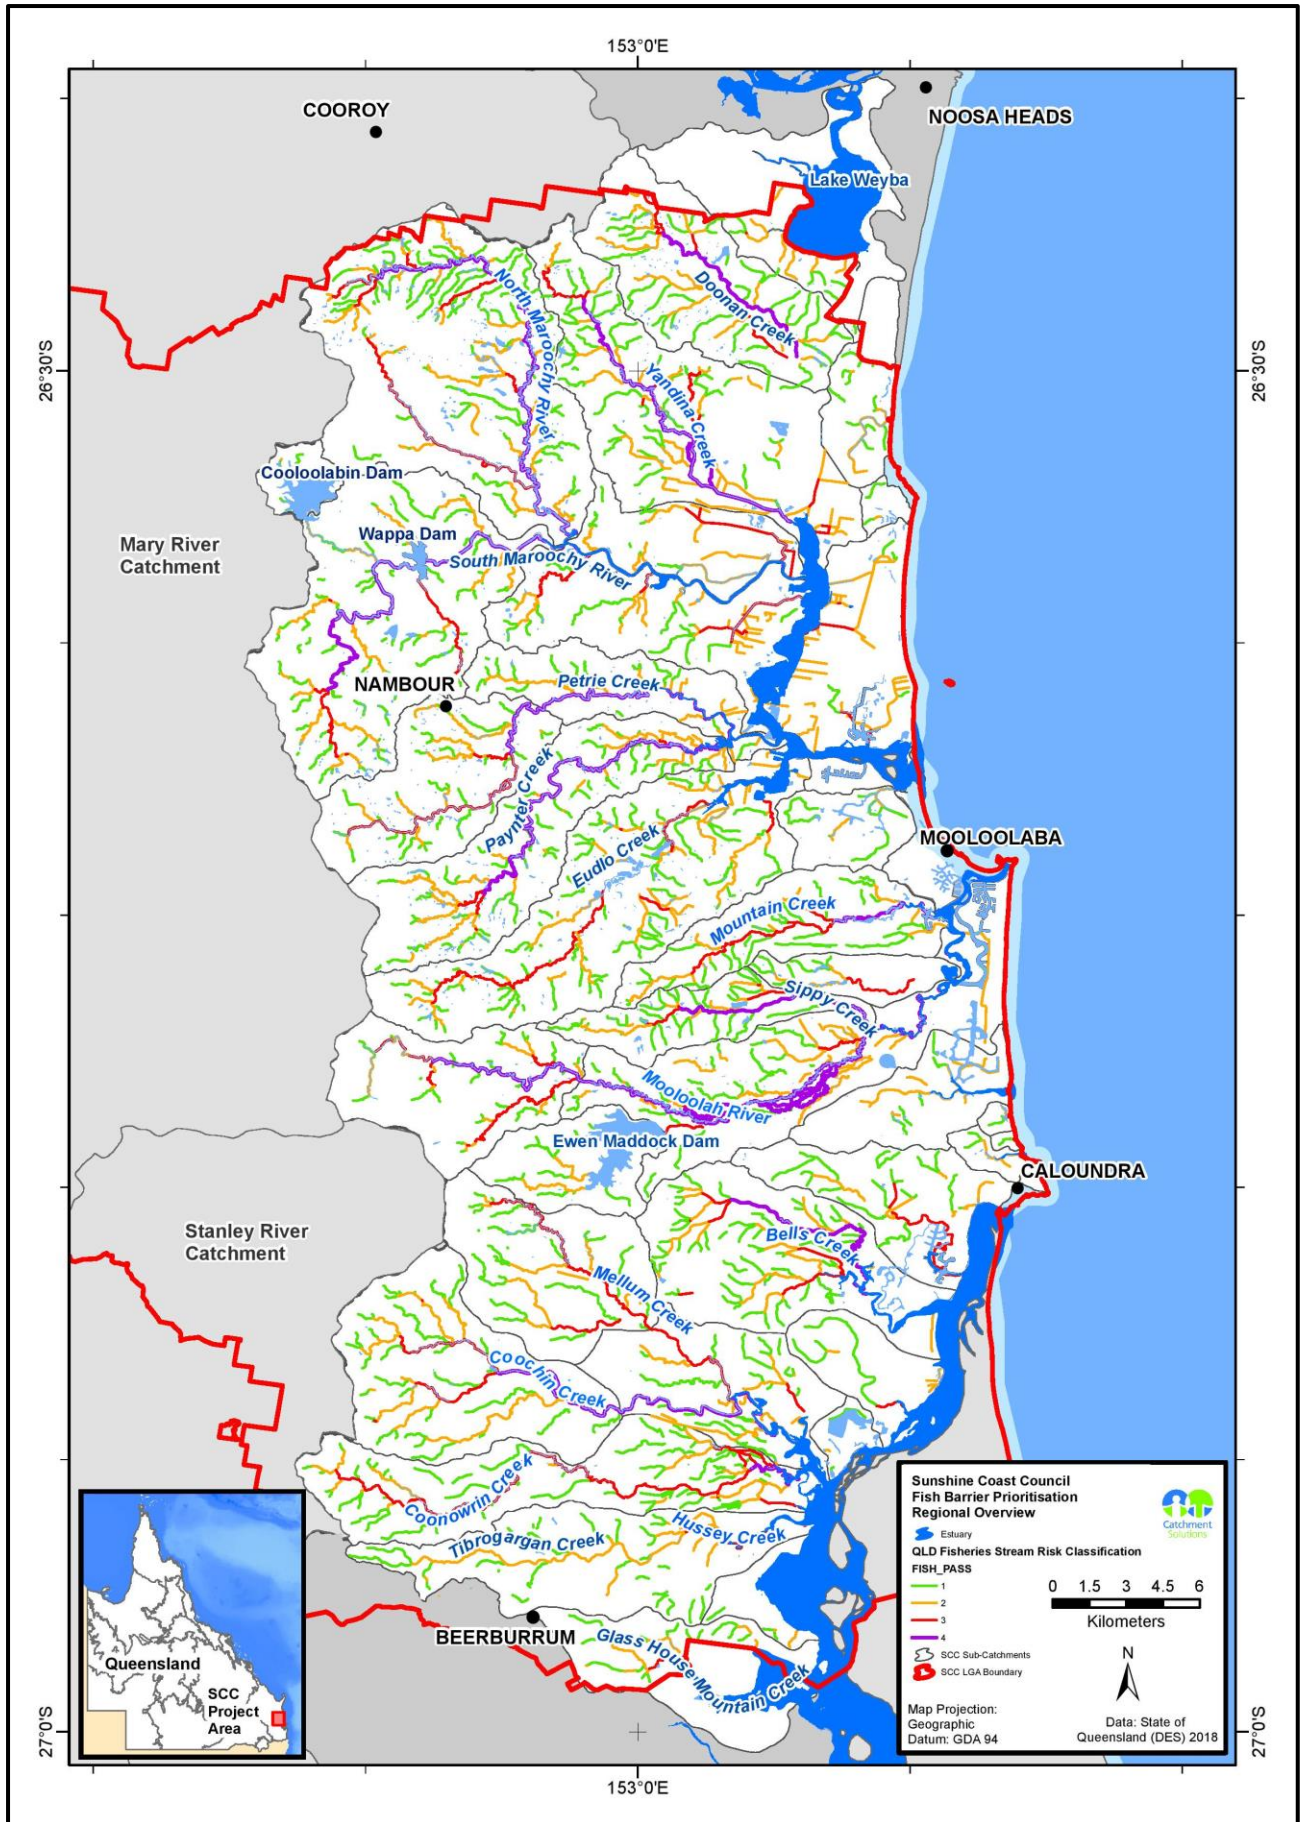 153°0'E
COOROY
NOOSA HEADS
Lake Weyba
Doonan Creek
North Maroochy River
26°30'S
26°30'S
Yandina Creek
Cooloolabin Dam
Wappa Dam
Mary River
Catchment
South Maroochy River
NAMBOUR
Petrie Creek
Paynter Creek
MOOLOOLABA
Eudlo Creek
Mountain Creek
Sippy Creek
Mooloolah River
Ewen Maddock Dam
CALOUNDRA
Stanley River
Catchment
Bells Creek
Mellum Creek
Coochin Creek
Coonowrin Creek
Hussey Creek
Tibrogargan Creek
BEERBURRUM
Glass House Mountain Creek
Queensland
SCC
Project
Area
Sunshine Coast Council
Fish Barrier Prioritisation
Regional Overview
Catchment
Solutions
Estuary
QLD Fisheries Stream Risk Classification
FISH_PASS
1
2
3
4
SCC Sub-Catchments
SCC LGA Boundary
0 1.5 3 4.5 6
Kilometers
N
Map Projection:
Geographic
Datum: GDA 94
Data: State of
Queensland (DES) 2018
27°0'S
27°0'S
153°0'E